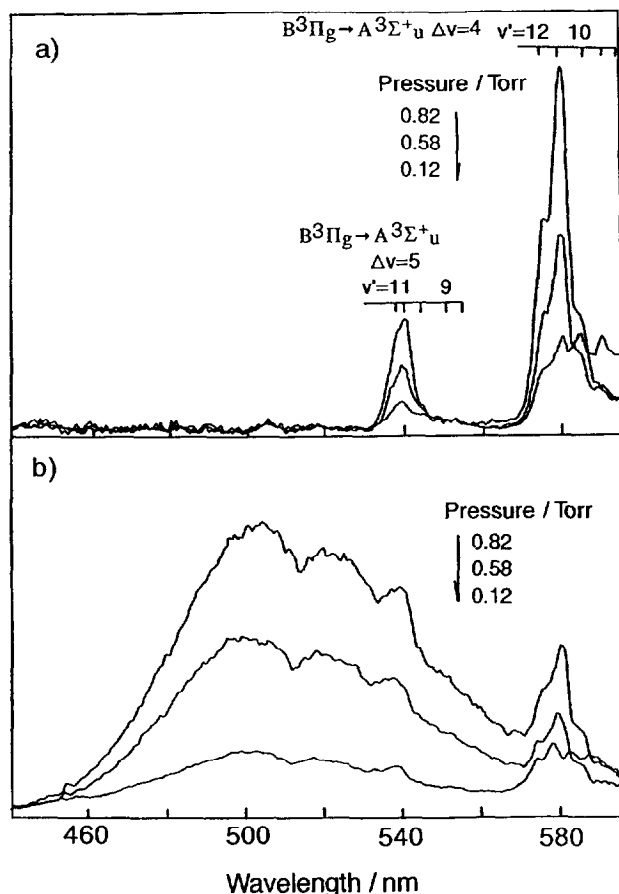 a)
B³Πg→A³Σ⁺u Δv=4 v'=12 10
Pressure / Torr
0.82
0.58
0.12
B³Πg→A³Σ⁺u
Δv=5
v'=11 9
b)
Pressure / Torr
0.82
0.58
0.12
460 500 540 580
Wavelength / nm